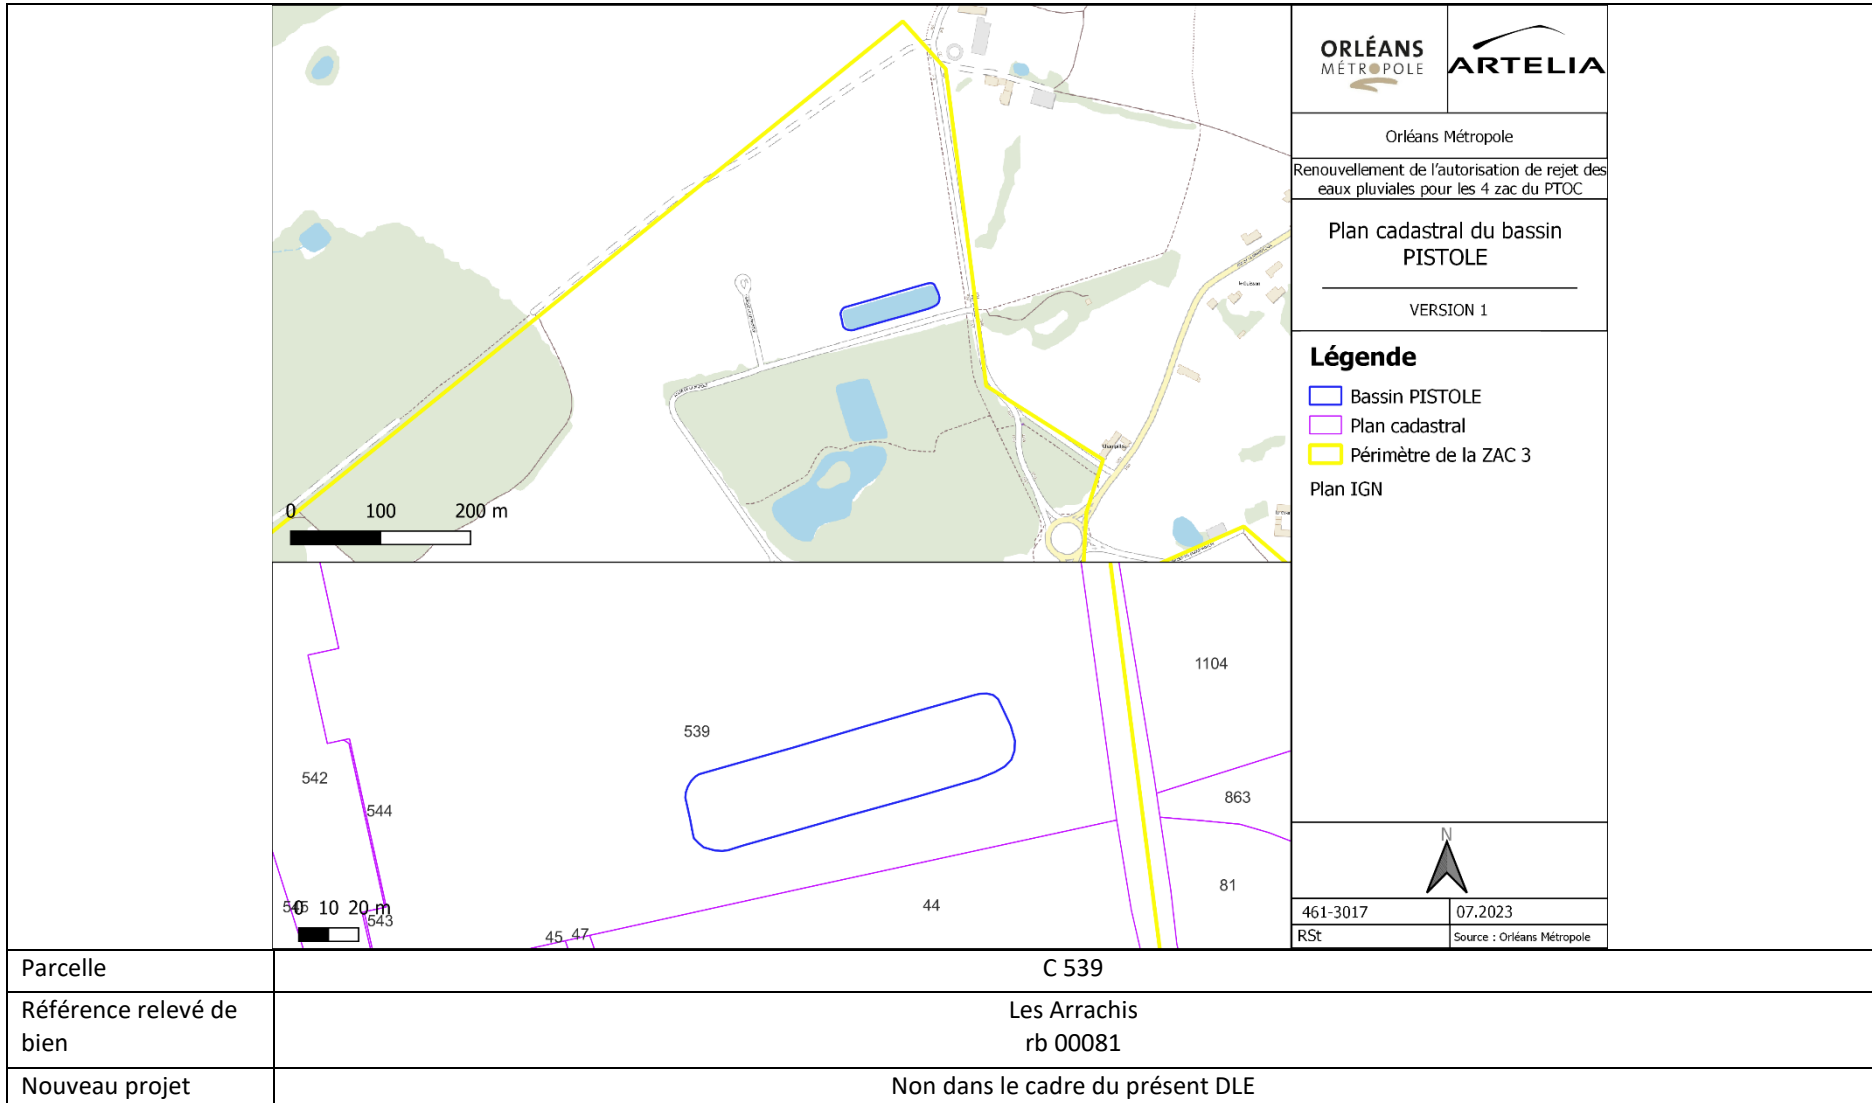 0 100 200 m
539
542
544
545
543
0 10 20 m
45 47
44
1104
863
81
ORLÉANS
MÉTROPOLE
ARTELIA
Orléans Métropole
Renouvellement de l'autorisation de rejet des
eaux pluviales pour les 4 zac du PTOC
Plan cadastral du bassin
PISTOLE
VERSION 1
Légende
Bassin PISTOLE
Plan cadastral
Périmètre de la ZAC 3
Plan IGN
N
461-3017 07.2023
RSt Source : Orléans Métropole
Parcelle C 539
Référence relevé de
bien
Les Arrachis
rb 00081
Nouveau projet Non dans le cadre du présent DLE